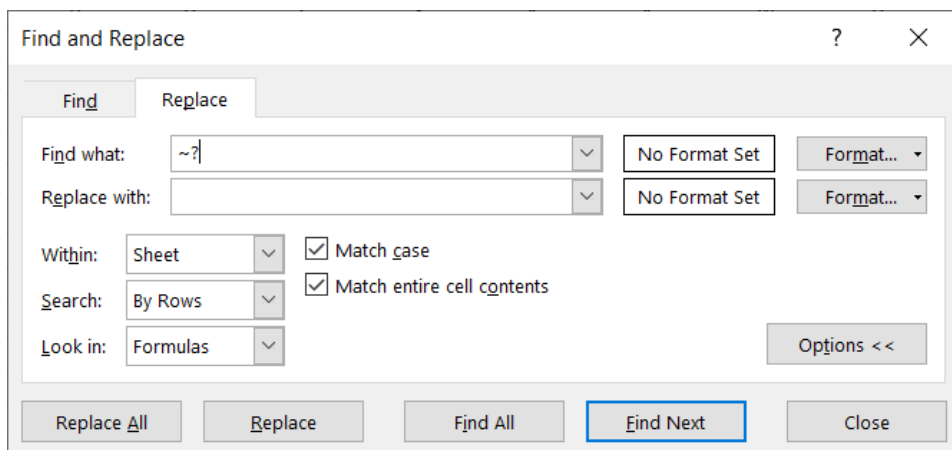 Find and Replace ?
Find Replace
Find what: ~? No Format Set Format...
Replace with: No Format Set Format...
Within: Sheet Match case
Search: By Rows Match entire cell contents
Look in: Formulas Options <<
Replace All Replace Find All Find Next Close